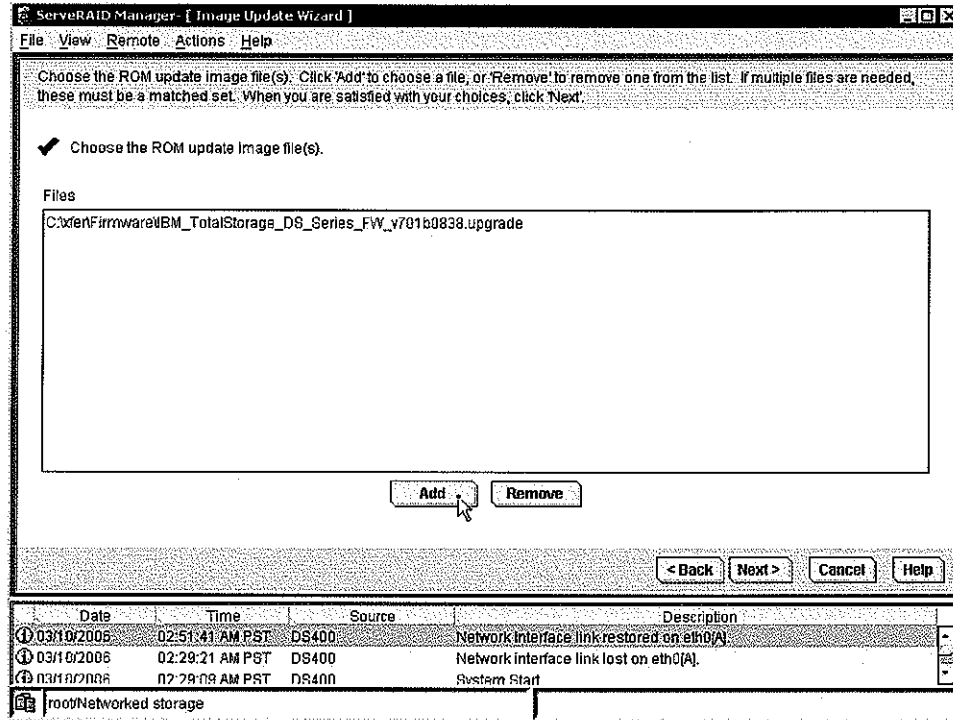 ServeRAID Manager- [ Image Update Wizard ]
File View Remote Actions Help
Choose the ROM update image file(s). Click 'Add' to choose a file, or 'Remove' to remove one from the list. If multiple files are needed,
these must be a matched set. When you are satisfied with your choices, click 'Next'.
Choose the ROM update image file(s).
Files
C:\xfer\Firmware\IBM_TotalStorage_DS_Series_FW_v701b0838.upgrade
Add Remove
< Back Next > Cancel Help
Date Time Source Description
03/10/2006 02:51:41 AM PST DS400 Network interface link restored on eth0[A].
03/10/2006 02:29:21 AM PST DS400 Network interface link lost on eth0[A].
03/10/2006 02:29:09 AM PST DS400 System Start
root/Networked storage